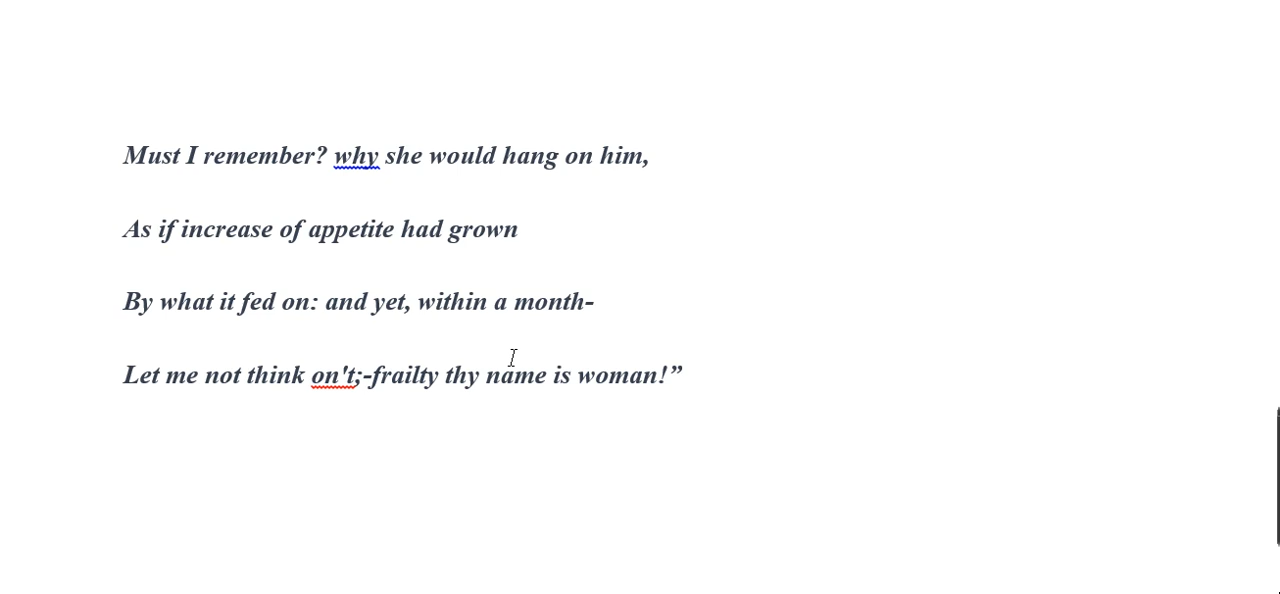 Must I remember? why she would hang on him,
As if increase of appetite had grown
By what it fed on: and yet, within a month-
Let me not think on't;-frailty thy name is woman!”